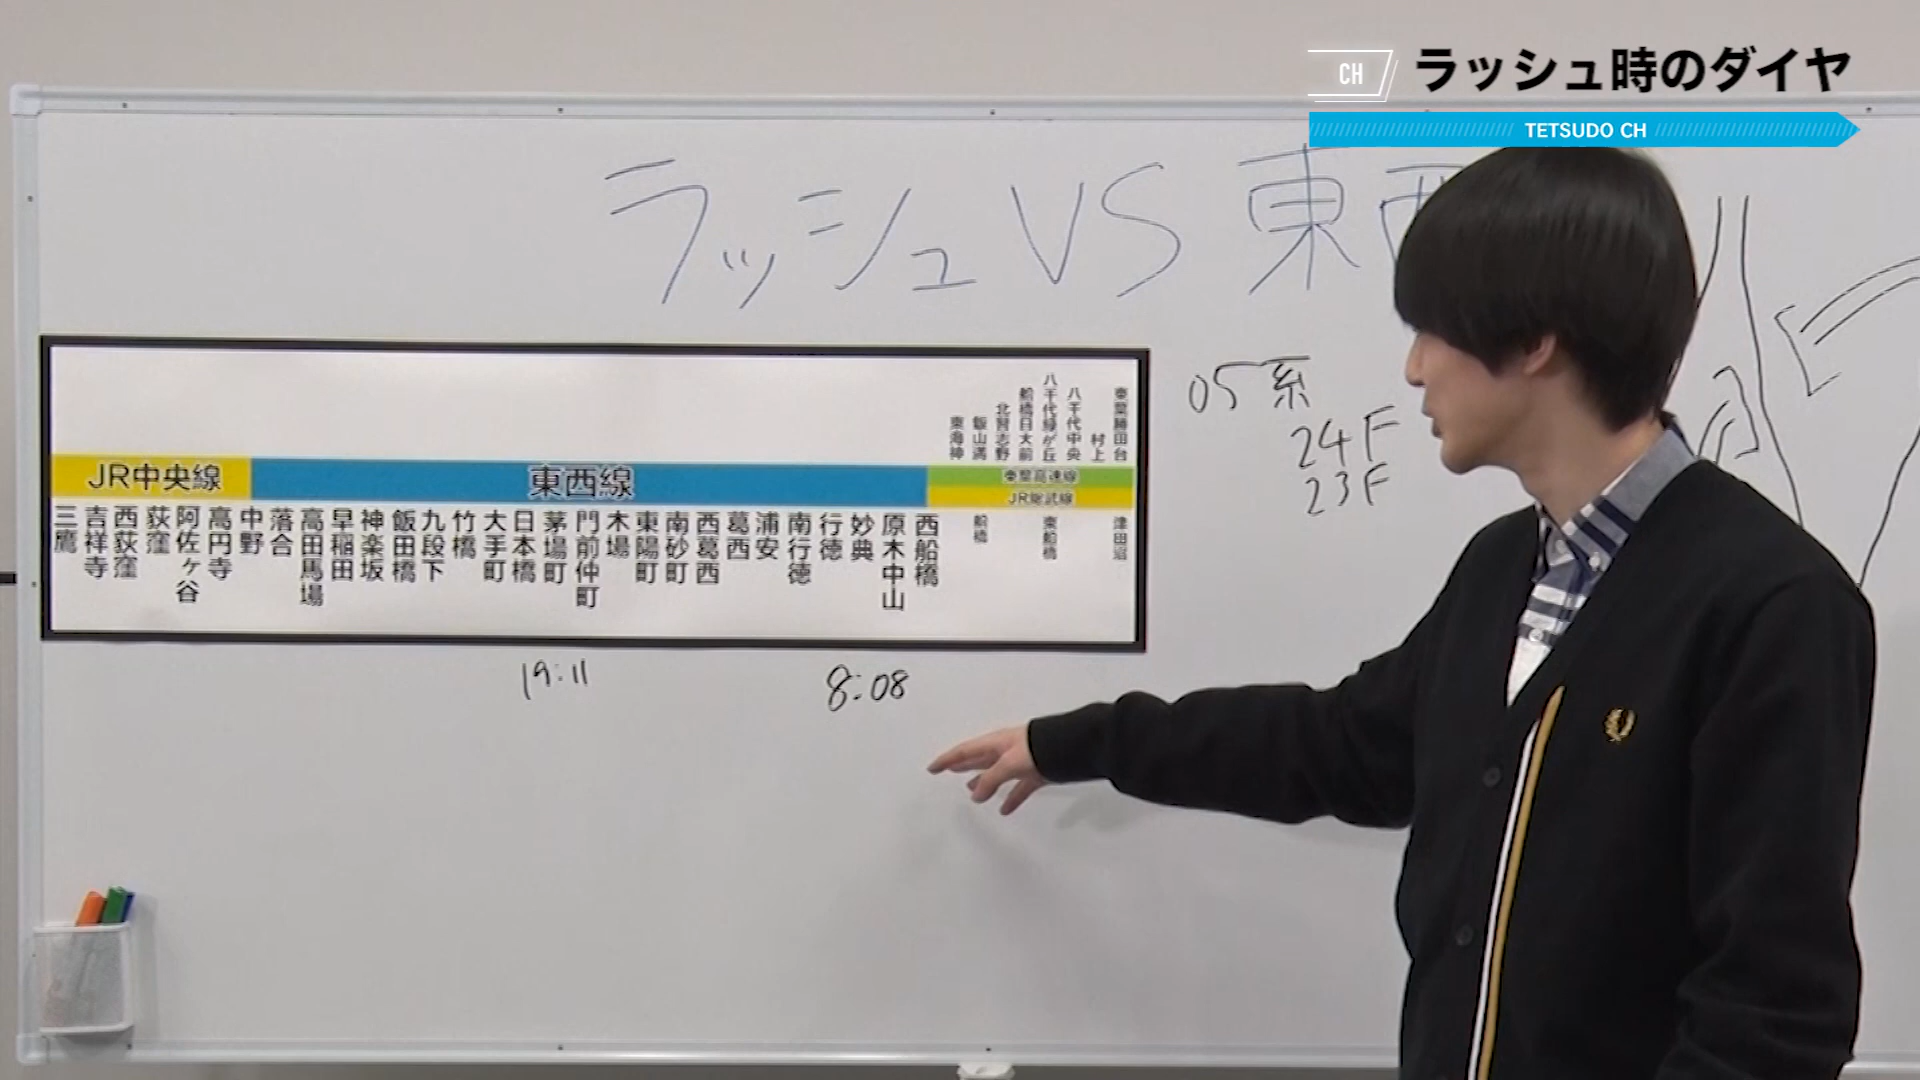 CH ラッシュ時のダイヤ
TETSUDO CH
ラッシュ VS 東西
05系
24F
23F
東海神
飯山満
北習志野
船橋日大前
八千代緑が丘
八千代中央
村上
東葉勝田台
JR中央線
東西線
東葉高速線
JR総武線
三鷹
吉祥寺
西荻窪
荻窪
阿佐ヶ谷
高円寺
中野
落合
高田馬場
早稲田
神楽坂
飯田橋
九段下
竹橋
大手町
日本橋
茅場町
門前仲町
木場
東陽町
南砂町
西葛西
葛西
浦安
南行徳
行徳
妙典
原木中山
西船橋
船橋
東船橋
津田沼
19:11
8:08